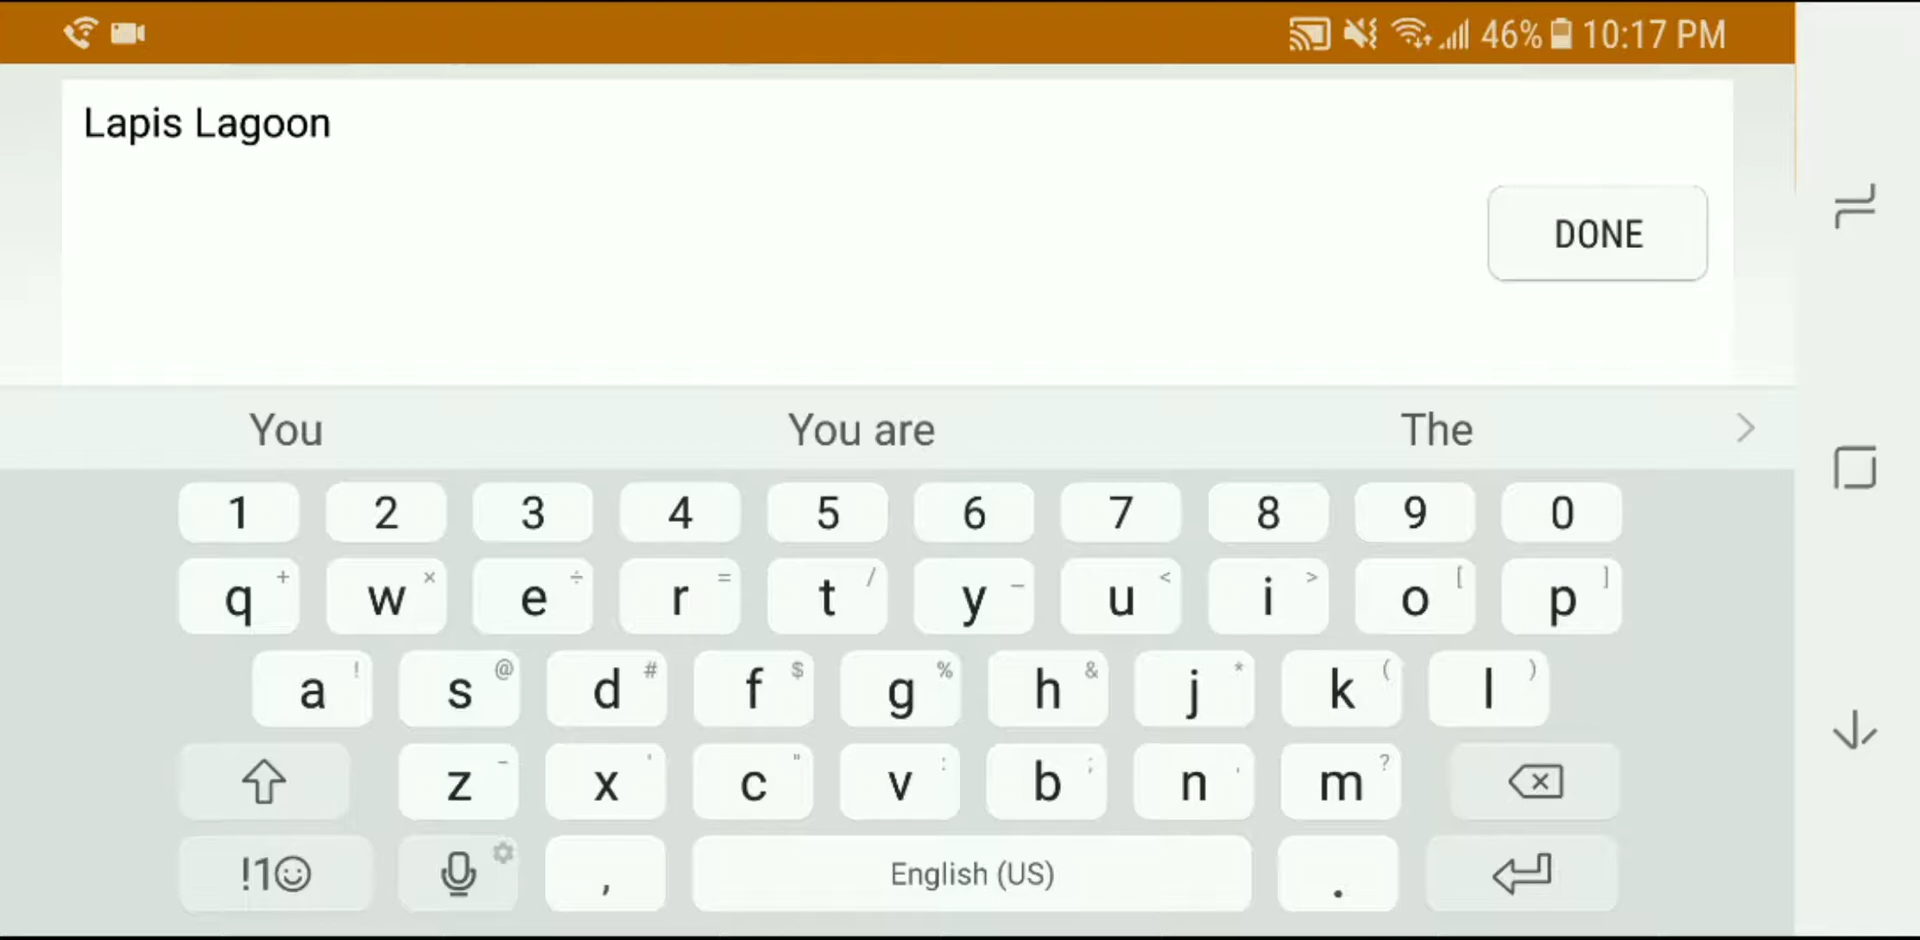 46% 10:17 PM
Lapis Lagoon
DONE
You You are The
1 2 3 4 5 6 7 8 9 0
q + w × e ÷ r = t / y _ u < i > o [ p ]
a ! s @ d # f $ g % h & j * k ( l )
z - x ' c " v : b ; n , m ?
!1☺ , English (US) .